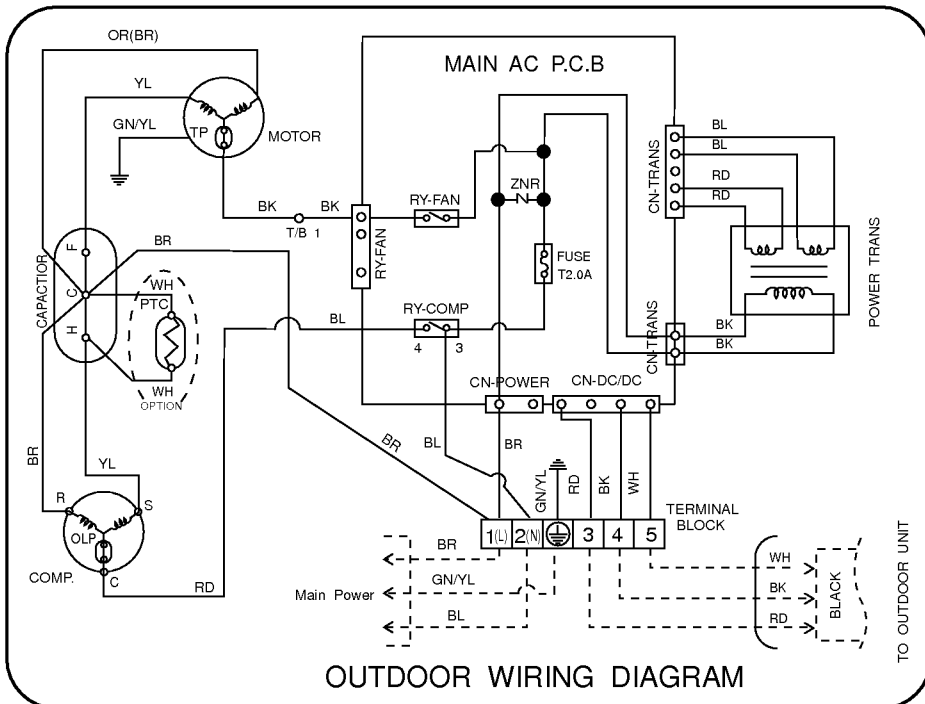 OR(BR)
YL
GN/YL
TP
MOTOR
MAIN AC P.C.B
BK
BK
T/B 1
RY-FAN
RY-FAN
ZNR
FUSE
T2.0A
CN-TRANS
BL
BL
RD
RD
POWER TRANS
BK
BK
CN-TRANS
CAPACTIOR
F
C
H
BR
WH
PTC
WH
OPTION
BL
RY-COMP
4
3
CN-POWER
CN-DC/DC
BR
YL
BR
BL
BR
GN/YL
RD
BK
WH
R
S
OLP
COMP.
C
RD
1(L)
2(N)
3
4
5
TERMINAL
BLOCK
BR
GN/YL
BL
Main Power
WH
BK
RD
BLACK
TO OUTDOOR UNIT
OUTDOOR WIRING DIAGRAM